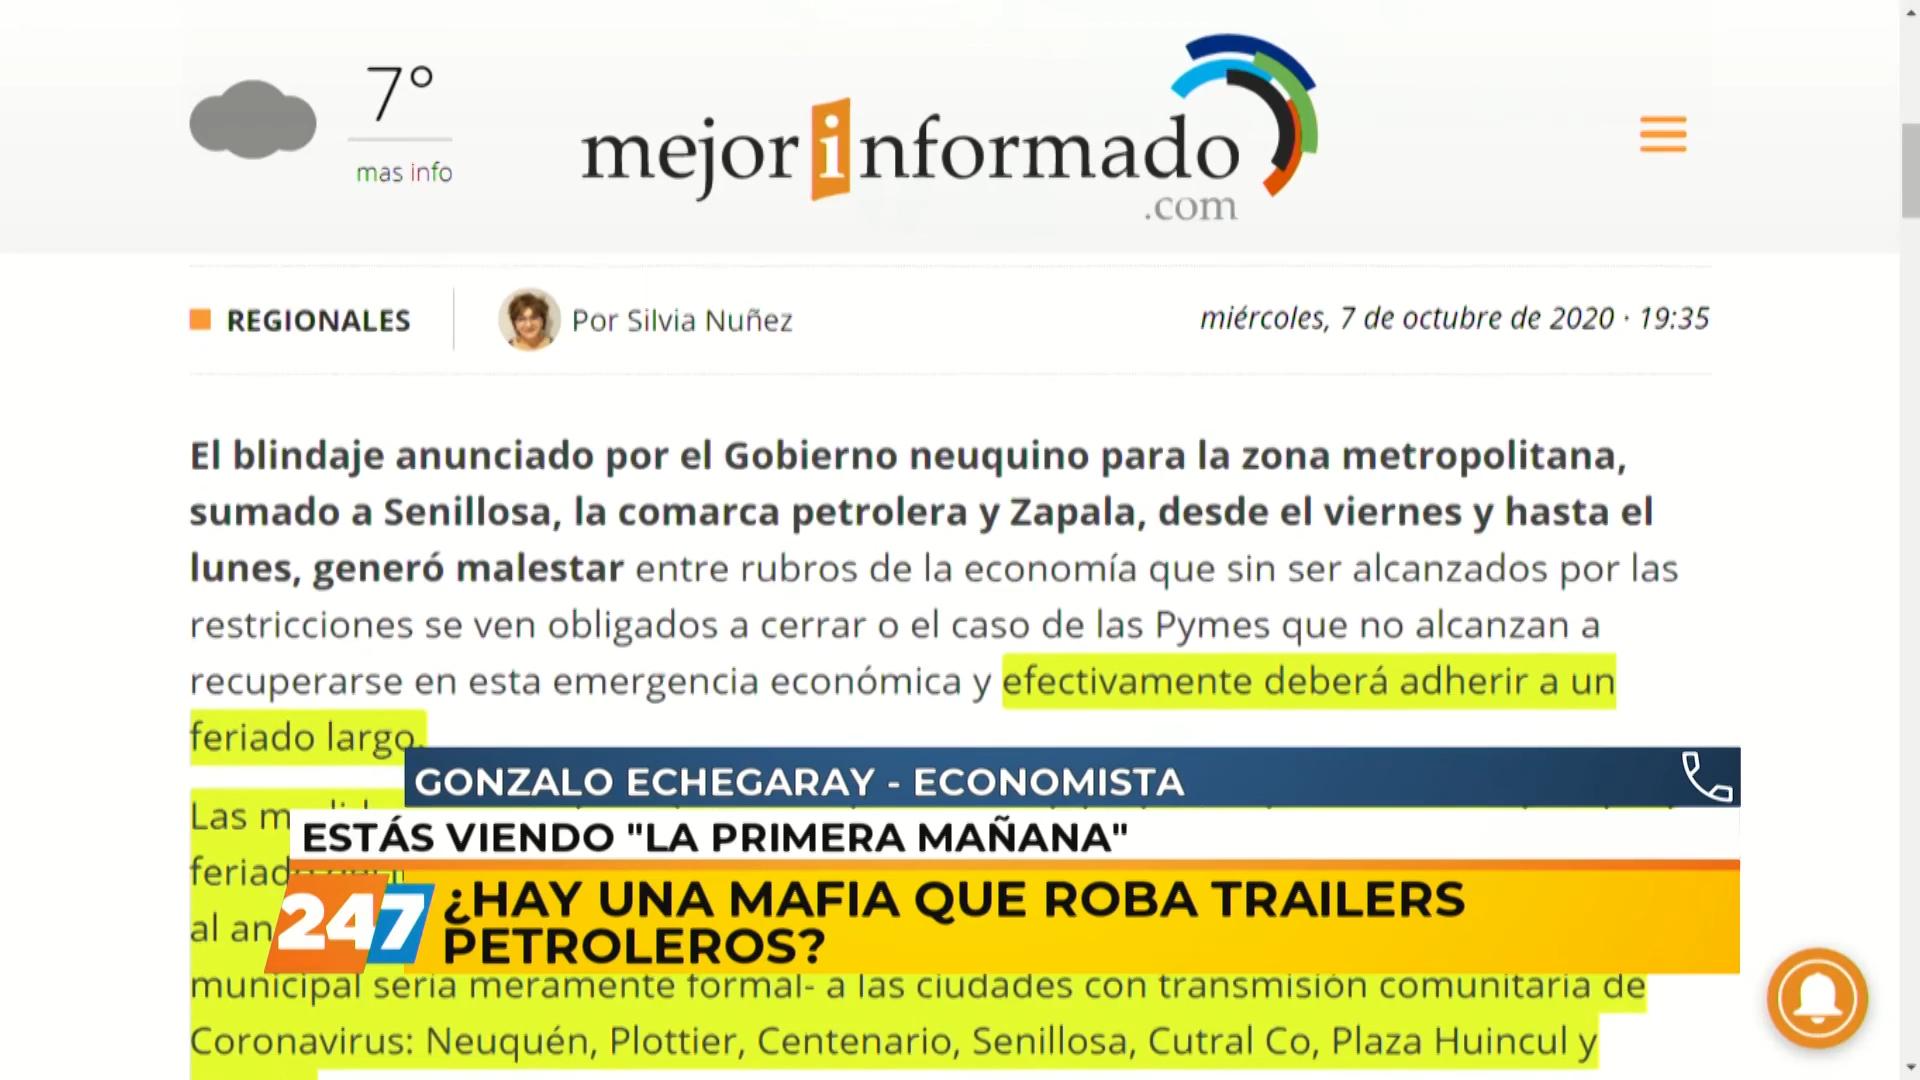 7°
mas info
mejor informado
.com
REGIONALES
Por Silvia Nuñez
miércoles, 7 de octubre de 2020 · 19:35
El blindaje anunciado por el Gobierno neuquino para la zona metropolitana,
sumado a Senillosa, la comarca petrolera y Zapala, desde el viernes y hasta el
lunes, generó malestar entre rubros de la economía que sin ser alcanzados por las
restricciones se ven obligados a cerrar o el caso de las Pymes que no alcanzan a
recuperarse en esta emergencia económica y efectivamente deberá adherir a un
feriado largo.
GONZALO ECHEGARAY - ECONOMISTA
Las
ESTÁS VIENDO "LA PRIMERA MAÑANA"
247
¿HAY UNA MAFIA QUE ROBA TRAILERS
PETROLEROS?
al
municipal sería meramente formal- a las ciudades con transmisión comunitaria de
Coronavirus: Neuquén, Plottier, Centenario, Senillosa, Cutral Co, Plaza Huincul y